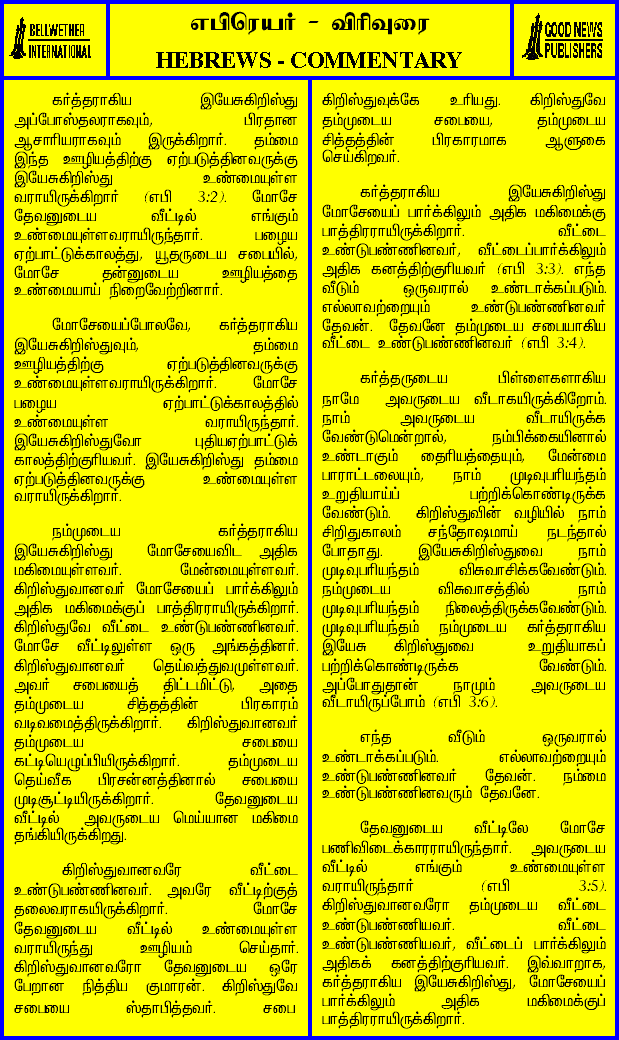 BELLWETHER
INTERNATIONAL
எபிரெயர் - விரிவுரை
HEBREWS - COMMENTARY
GOOD NEWS
PUBLISHERS
கர்த்தராகிய இயேசுகிறிஸ்து
அப்போஸ்தலராகவும், பிரதான
ஆசாரியராகவும் இருக்கிறார். தம்மை
இந்த ஊழியத்திற்கு ஏற்படுத்தினவருக்கு
இயேசுகிறிஸ்து உண்மையுள்ள
வராயிருக்கிறார் (எபி 3:2). மோசே
தேவனுடைய வீட்டில் எங்கும்
உண்மையுள்ளவராயிருந்தார். பழைய
ஏற்பாட்டுக்காலத்து, யூதருடைய சபையில்,
மோசே தன்னுடைய ஊழியத்தை
உண்மையாய் நிறைவேற்றினார்.
மோசேயைப்போலவே, கர்த்தராகிய
இயேசுகிறிஸ்துவும், தம்மை
ஊழியத்திற்கு ஏற்படுத்தினவருக்கு
உண்மையுள்ளவராயிருக்கிறார். மோசே
பழைய ஏற்பாட்டுக்காலத்தில்
உண்மையுள்ள வராயிருந்தார்.
இயேசுகிறிஸ்துவோ புதியஏற்பாட்டுக்
காலத்திற்குரியவர். இயேசுகிறிஸ்து தம்மை
ஏற்படுத்தினவருக்கு உண்மையுள்ள
வராயிருக்கிறார்.
நம்முடைய கர்த்தராகிய
இயேசுகிறிஸ்து மோசேயைவிட அதிக
மகிமையுள்ளவர். மேன்மையுள்ளவர்.
கிறிஸ்துவானவர் மோசேயைப் பார்க்கிலும்
அதிக மகிமைக்குப் பாத்திரராயிருக்கிறார்.
கிறிஸ்துவே வீட்டை உண்டுபண்ணினவர்.
மோசே வீட்டிலுள்ள ஒரு அங்கத்தினர்.
கிறிஸ்துவானவர் தெய்வத்துவமுள்ளவர்.
அவர் சபையைத் திட்டமிட்டு, அதை
தம்முடைய சித்தத்தின் பிரகாரம்
வடிவமைத்திருக்கிறார். கிறிஸ்துவானவர்
தம்முடைய சபையை
கட்டியெழுப்பியிருக்கிறார். தம்முடைய
தெய்வீக பிரசன்னத்தினால் சபையை
முடிசூட்டியிருக்கிறார். தேவனுடைய
வீட்டில் அவருடைய மெய்யான மகிமை
தங்கியிருக்கிறது.
கிறிஸ்துவானவரே வீட்டை
உண்டுபண்ணினவர். அவரே வீட்டிற்குத்
தலைவராகயிருக்கிறார். மோசே
தேவனுடைய வீட்டில் உண்மையுள்ள
வராயிருந்து ஊழியம் செய்தார்.
கிறிஸ்துவானவரோ தேவனுடைய ஒரே
பேறான நித்திய குமாரன். கிறிஸ்துவே
சபையை ஸ்தாபித்தவர். சபை
கிறிஸ்துவுக்கே உரியது. கிறிஸ்துவே
தம்முடைய சபையை, தம்முடைய
சித்தத்தின் பிரகாரமாக ஆளுகை
செய்கிறவர்.
கர்த்தராகிய இயேசுகிறிஸ்து
மோசேயைப் பார்க்கிலும் அதிக மகிமைக்கு
பாத்திரராயிருக்கிறார். வீட்டை
உண்டுபண்ணினவர், வீட்டைப்பார்க்கிலும்
அதிக கனத்திற்குரியவர் (எபி 3:3). எந்த
வீடும் ஒருவரால் உண்டாக்கப்படும்.
எல்லாவற்றையும் உண்டுபண்ணினவர்
தேவன். தேவனே தம்முடைய சபையாகிய
வீட்டை உண்டுபண்ணினவர் (எபி 3:4).
கர்த்தருடைய பிள்ளைகளாகிய
நாமே அவருடைய வீடாகயிருக்கிறோம்.
நாம் அவருடைய வீடாயிருக்க
வேண்டுமென்றால், நம்பிக்கையினால்
உண்டாகும் தைரியத்தையும், மேன்மை
பாராட்டலையும், நாம் முடிவுபரியந்தம்
உறுதியாய்ப் பற்றிக்கொண்டிருக்க
வேண்டும். கிறிஸ்துவின் வழியில் நாம்
சிறிதுகாலம் சந்தோஷமாய் நடந்தால்
போதாது. இயேசுகிறிஸ்துவை நாம்
முடிவுபரியந்தம் விசுவாசிக்கவேண்டும்.
நம்முடைய விசுவாசத்தில் நாம்
முடிவுபரியந்தம் நிலைத்திருக்கவேண்டும்.
முடிவுபரியந்தம் நம்முடைய கர்த்தராகிய
இயேசு கிறிஸ்துவை உறுதியாகப்
பற்றிக்கொண்டிருக்க வேண்டும்.
அப்போதுதான் நாமும் அவருடைய
வீடாயிருப்போம் (எபி 3:6).
எந்த வீடும் ஒருவரால்
உண்டாக்கப்படும். எல்லாவற்றையும்
உண்டுபண்ணினவர் தேவன். நம்மை
உண்டுபண்ணினவரும் தேவனே.
தேவனுடைய வீட்டிலே மோசே
பணிவிடைக்காரராயிருந்தார். அவருடைய
வீட்டில் எங்கும் உண்மையுள்ள
வராயிருந்தார் (எபி 3:5).
கிறிஸ்துவானவரோ தம்முடைய வீட்டை
உண்டுபண்ணியவர். வீட்டை
உண்டுபண்ணியவர், வீட்டைப் பார்க்கிலும்
அதிகக் கனத்திற்குரியவர். இவ்வாறாக,
கர்த்தராகிய இயேசுகிறிஸ்து, மோசேயைப்
பார்க்கிலும் அதிக மகிமைக்குப்
பாத்திரராயிருக்கிறார்.